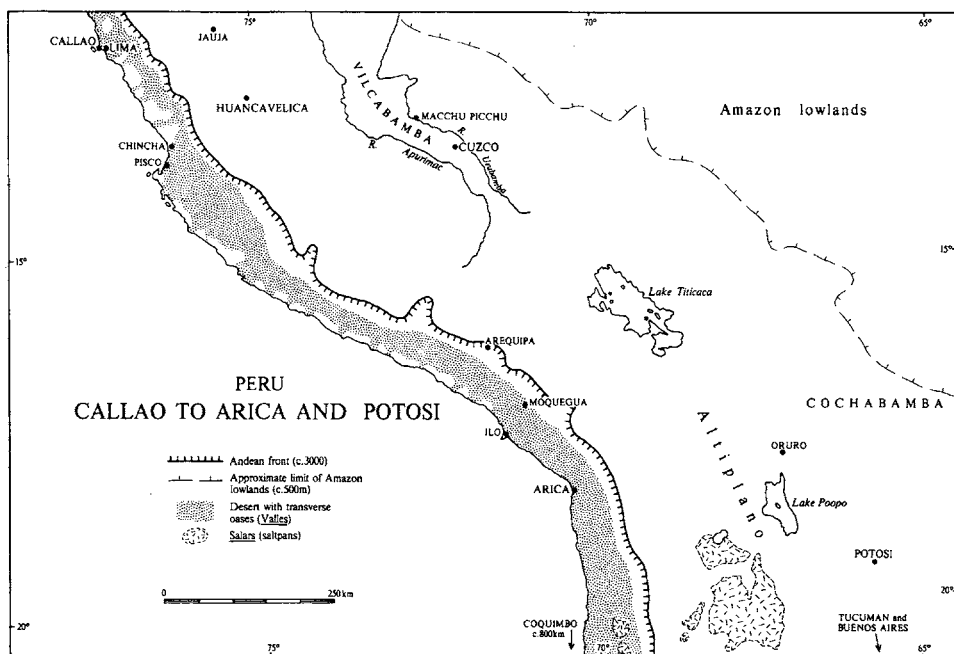 75°
70°
65°
CALLAO
LIMA
JAUJA
HUANCAVELICA
VILCABAMBA
MACCHU PICCHU
R.
Urubamba
CUZCO
R.
Apurimac
Amazon lowlands
CHINCHA
PISCO
15°
15°
Lake Titicaca
AREQUIPA
PERU
CALLAO TO ARICA AND POTOSI
MOQUEGUA
ILO
COCHABAMBA
Altiplano
ORURO
Andean front (c.3000)
Approximate limit of Amazon
lowlands (c.500m)
Desert with transverse
oases (Valles)
Salars (saltpans)
ARICA
Lake Poopo
POTOSI
0
250 km
20°
20°
COQUIMBO
c.800km
TUCUMAN and
BUENOS AIRES
75°
70°
65°